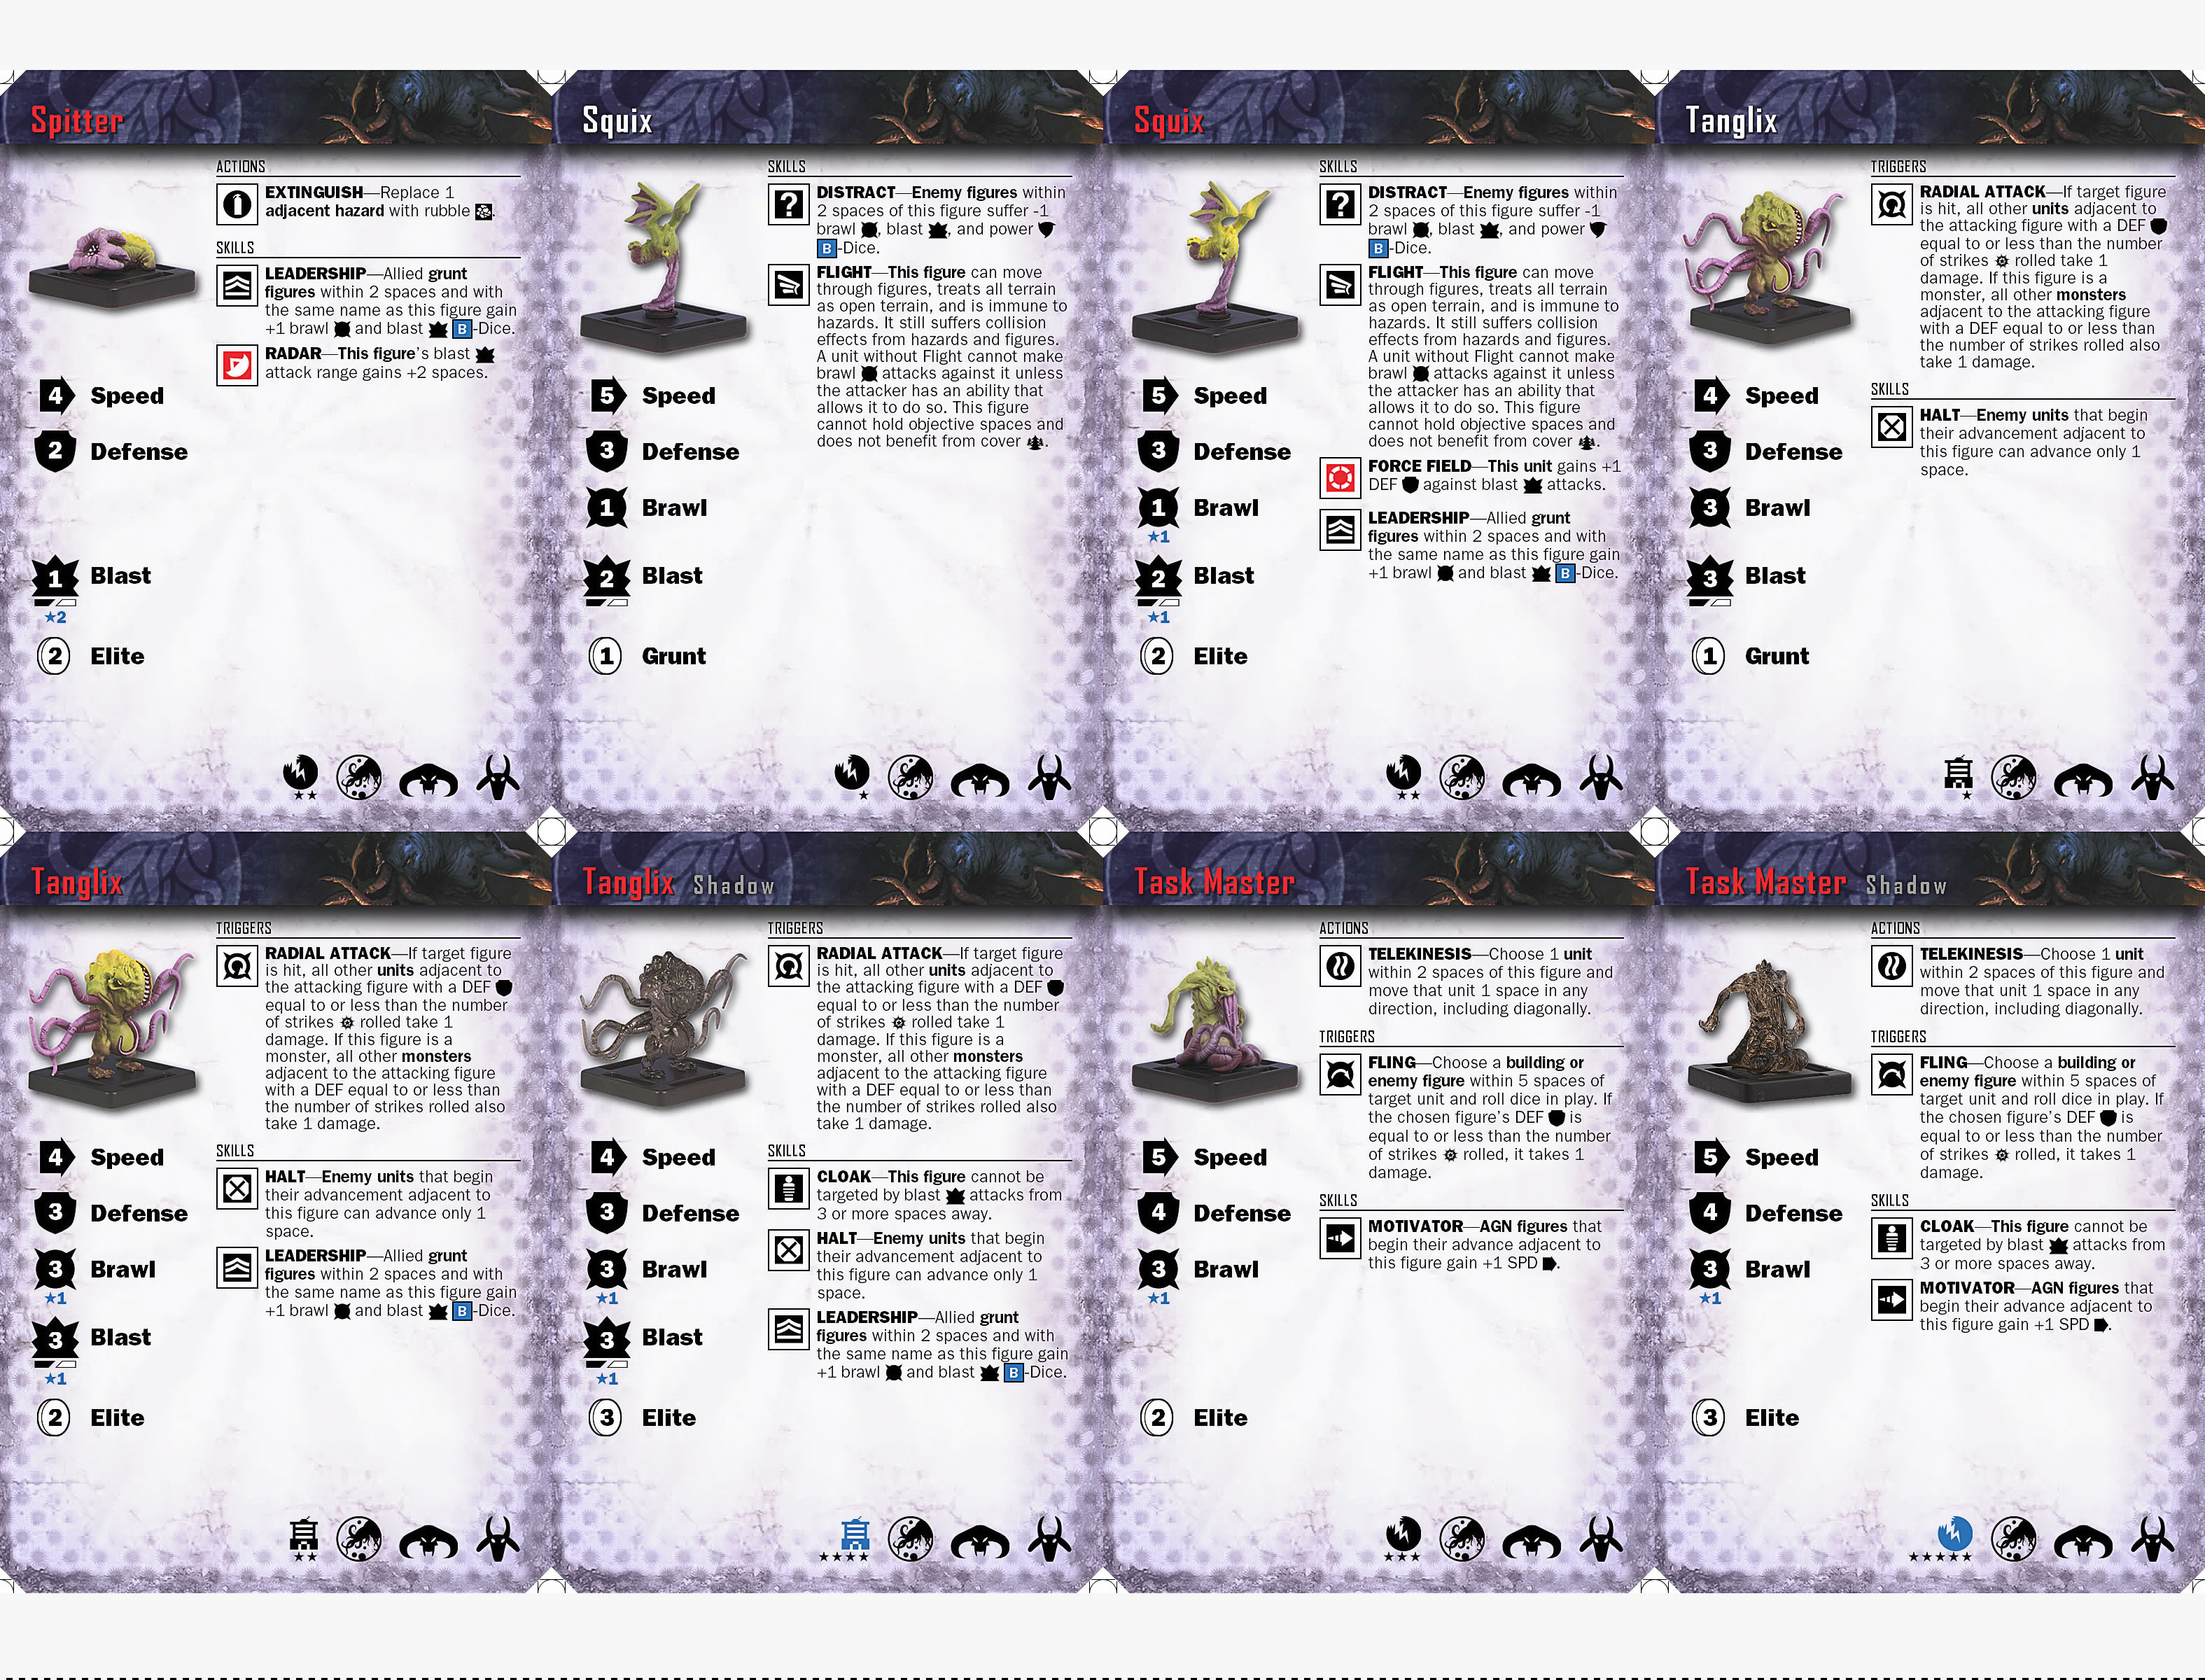 Spitter
ACTIONS
EXTINGUISH—Replace 1
adjacent hazard with rubble .
SKILLS
LEADERSHIP—Allied grunt
figures within 2 spaces and with
the same name as this figure gain
+1 brawl and blast B-Dice.
RADAR—This figure's blast
attack range gains +2 spaces.
4 Speed
2 Defense
1 Blast
★2
2 Elite
★★
Squix
SKILLS
DISTRACT—Enemy figures within
2 spaces of this figure suffer -1
brawl , blast , and power
B-Dice.
FLIGHT—This figure can move
through figures, treats all terrain
as open terrain, and is immune to
hazards. It still suffers collision
effects from hazards and figures.
A unit without Flight cannot make
brawl attacks against it unless
the attacker has an ability that
allows it to do so. This figure
cannot hold objective spaces and
does not benefit from cover .
5 Speed
3 Defense
1 Brawl
2 Blast
1 Grunt
★
Squix
SKILLS
DISTRACT—Enemy figures within
2 spaces of this figure suffer -1
brawl , blast , and power
B-Dice.
FLIGHT—This figure can move
through figures, treats all terrain
as open terrain, and is immune to
hazards. It still suffers collision
effects from hazards and figures.
A unit without Flight cannot make
brawl attacks against it unless
the attacker has an ability that
allows it to do so. This figure
cannot hold objective spaces and
does not benefit from cover .
FORCE FIELD—This unit gains +1
DEF against blast attacks.
LEADERSHIP—Allied grunt
figures within 2 spaces and with
the same name as this figure gain
+1 brawl and blast B-Dice.
5 Speed
3 Defense
1 Brawl
★1
2 Blast
★1
2 Elite
★★
Tanglix
TRIGGERS
RADIAL ATTACK—If target figure
is hit, all other units adjacent to
the attacking figure with a DEF
equal to or less than the number
of strikes rolled take 1
damage. If this figure is a
monster, all other monsters
adjacent to the attacking figure
with a DEF equal to or less than
the number of strikes rolled also
take 1 damage.
SKILLS
HALT—Enemy units that begin
their advancement adjacent to
this figure can advance only 1
space.
4 Speed
3 Defense
3 Brawl
3 Blast
1 Grunt
★
Tanglix
TRIGGERS
RADIAL ATTACK—If target figure
is hit, all other units adjacent to
the attacking figure with a DEF
equal to or less than the number
of strikes rolled take 1
damage. If this figure is a
monster, all other monsters
adjacent to the attacking figure
with a DEF equal to or less than
the number of strikes rolled also
take 1 damage.
SKILLS
HALT—Enemy units that begin
their advancement adjacent to
this figure can advance only 1
space.
LEADERSHIP—Allied grunt
figures within 2 spaces and with
the same name as this figure gain
+1 brawl and blast B-Dice.
4 Speed
3 Defense
3 Brawl
★1
3 Blast
★1
2 Elite
★★
Tanglix Shadow
TRIGGERS
RADIAL ATTACK—If target figure
is hit, all other units adjacent to
the attacking figure with a DEF
equal to or less than the number
of strikes rolled take 1
damage. If this figure is a
monster, all other monsters
adjacent to the attacking figure
with a DEF equal to or less than
the number of strikes rolled also
take 1 damage.
SKILLS
CLOAK—This figure cannot be
targeted by blast attacks from
3 or more spaces away.
HALT—Enemy units that begin
their advancement adjacent to
this figure can advance only 1
space.
LEADERSHIP—Allied grunt
figures within 2 spaces and with
the same name as this figure gain
+1 brawl and blast B-Dice.
4 Speed
3 Defense
3 Brawl
★1
3 Blast
★1
3 Elite
★★★★
Task Master
ACTIONS
TELEKINESIS—Choose 1 unit
within 2 spaces of this figure and
move that unit 1 space in any
direction, including diagonally.
TRIGGERS
FLING—Choose a building or
enemy figure within 5 spaces of
target unit and roll dice in play. If
the chosen figure's DEF is
equal to or less than the number
of strikes rolled, it takes 1
damage.
SKILLS
MOTIVATOR—AGN figures that
begin their advance adjacent to
this figure gain +1 SPD .
5 Speed
4 Defense
3 Brawl
★1
2 Elite
★★★
Task Master Shadow
ACTIONS
TELEKINESIS—Choose 1 unit
within 2 spaces of this figure and
move that unit 1 space in any
direction, including diagonally.
TRIGGERS
FLING—Choose a building or
enemy figure within 5 spaces of
target unit and roll dice in play. If
the chosen figure's DEF is
equal to or less than the number
of strikes rolled, it takes 1
damage.
SKILLS
CLOAK—This figure cannot be
targeted by blast attacks from
3 or more spaces away.
MOTIVATOR—AGN figures that
begin their advance adjacent to
this figure gain +1 SPD .
5 Speed
4 Defense
3 Brawl
★1
3 Elite
★★★★★